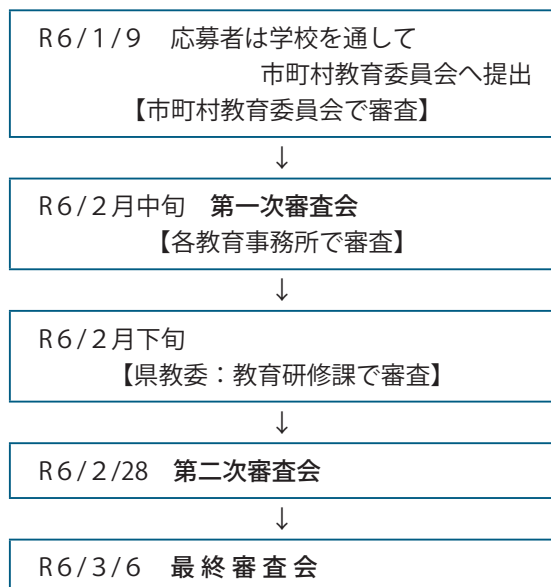 R6/1/9　応募者は学校を通して
市町村教育委員会へ提出
【市町村教育委員会で審査】
↓
R6/2月中旬　第一次審査会
【各教育事務所で審査】
↓
R6/2月下旬
【県教委：教育研修課で審査】
↓
R6/2/28　第二次審査会
↓
R6/3/6　最終審査会